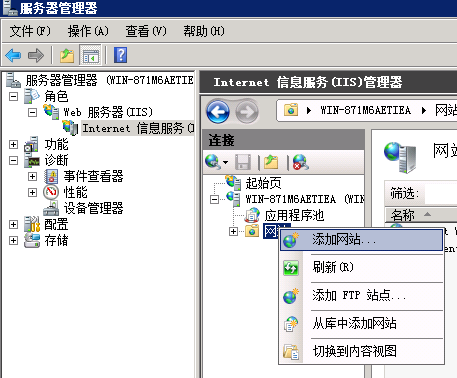 服务器管理器
文件(F) 操作(A) 查看(V) 帮助(H)
服务器管理器 (WIN-871M6AETIEA)
角色
Web 服务器(IIS)
Internet 信息服务(I
功能
诊断
事件查看器
性能
设备管理器
配置
存储
Internet 信息服务(IIS)管理器
WIN-871M6AETIEA 网站
连接
起始页
WIN-871M6AETIEA (WIN
应用程序池
网
网
筛选:
名称
添加网站...
刷新(R)
添加 FTP 站点...
从库中添加网站
切换到内容视图